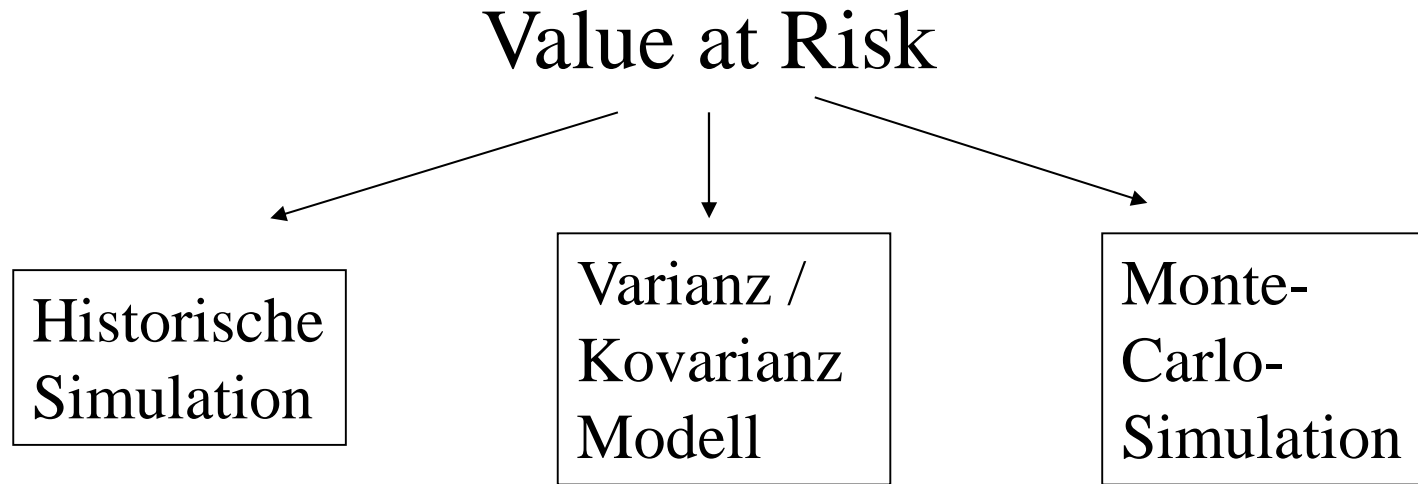 Value at Risk
Historische
Simulation
Varianz /
Kovarianz
Modell
Monte-
Carlo-
Simulation